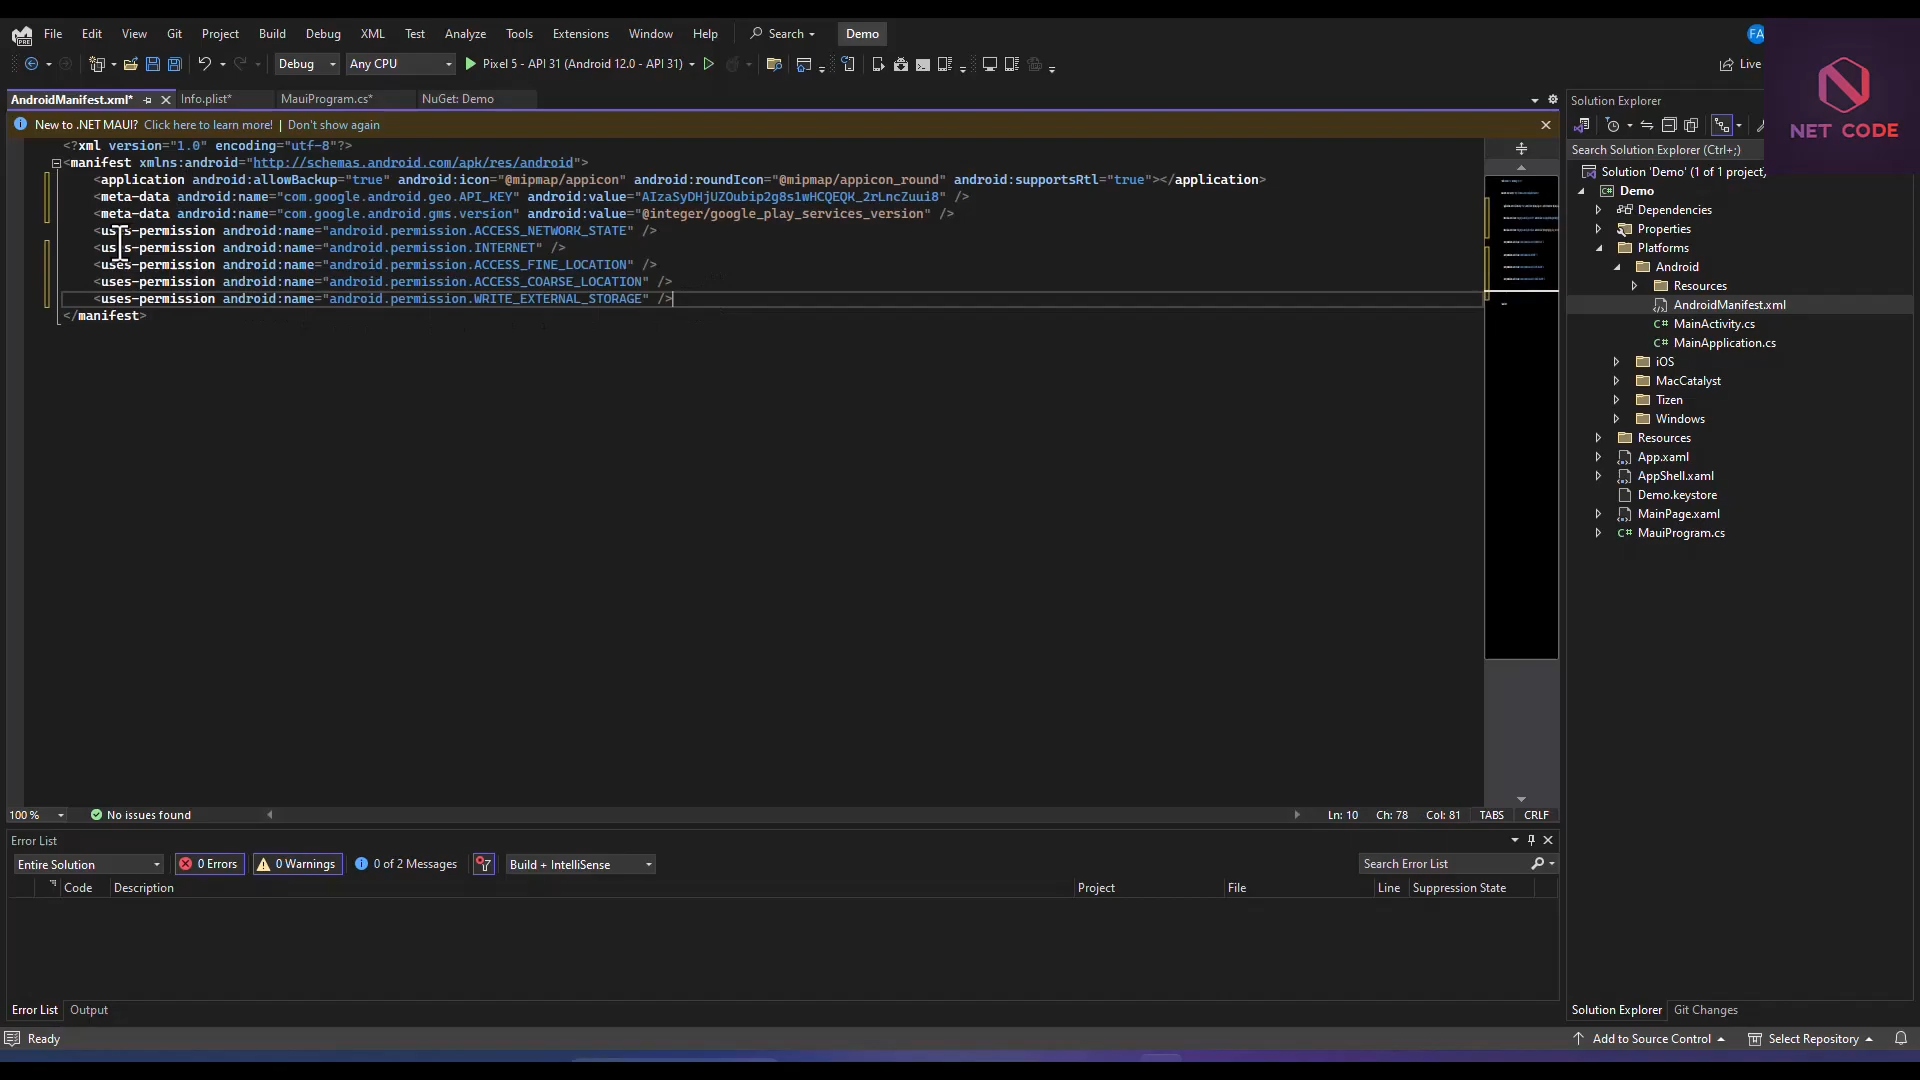 File Edit View Git Project Build Debug XML Test Analyze Tools Extensions Window Help Search Demo
FA
Debug Any CPU Pixel 5 - API 31 (Android 12.0 - API 31)
Live
NET CODE
AndroidManifest.xml* Info.plist* MauiProgram.cs* NuGet: Demo
New to .NET MAUI? Click here to learn more! | Don't show again
<?xml version="1.0" encoding="utf-8"?>
<manifest xmlns:android="http://schemas.android.com/apk/res/android">
<application android:allowBackup="true" android:icon="@mipmap/appicon" android:roundIcon="@mipmap/appicon_round" android:supportsRtl="true"></application>
<meta-data android:name="com.google.android.geo.API_KEY" android:value="AIzaSyDHjUZOubip2g8s1wHCQEQK_2rLncZuui8" />
<meta-data android:name="com.google.android.gms.version" android:value="@integer/google_play_services_version" />
<uses-permission android:name="android.permission.ACCESS_NETWORK_STATE" />
<uses-permission android:name="android.permission.INTERNET" />
<uses-permission android:name="android.permission.ACCESS_FINE_LOCATION" />
<uses-permission android:name="android.permission.ACCESS_COARSE_LOCATION" />
<uses-permission android:name="android.permission.WRITE_EXTERNAL_STORAGE" />
</manifest>
100 % No issues found Ln: 10 Ch: 78 Col: 81 TABS CRLF
Error List
Entire Solution 0 Errors 0 Warnings 0 of 2 Messages Build + IntelliSense Search Error List
Code Description Project File Line Suppression State
Error List Output
Solution Explorer
Search Solution Explorer (Ctrl+;)
Solution 'Demo' (1 of 1 project)
Demo
Dependencies
Properties
Platforms
Android
Resources
AndroidManifest.xml
MainActivity.cs
MainApplication.cs
iOS
MacCatalyst
Tizen
Windows
Resources
App.xaml
AppShell.xaml
Demo.keystore
MainPage.xaml
MauiProgram.cs
Solution Explorer Git Changes
Ready Add to Source Control Select Repository